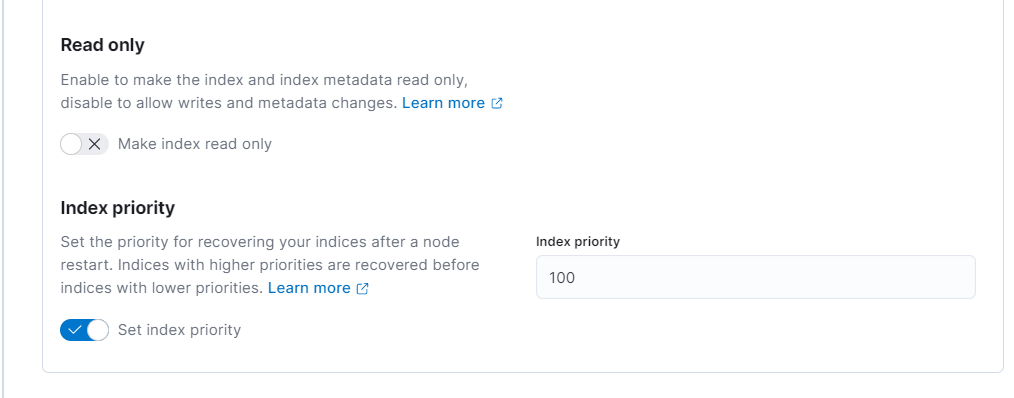 Read only
Enable to make the index and index metadata read only,
disable to allow writes and metadata changes. Learn more
Make index read only
Index priority
Set the priority for recovering your indices after a node
restart. Indices with higher priorities are recovered before
indices with lower priorities. Learn more
Set index priority
Index priority
100